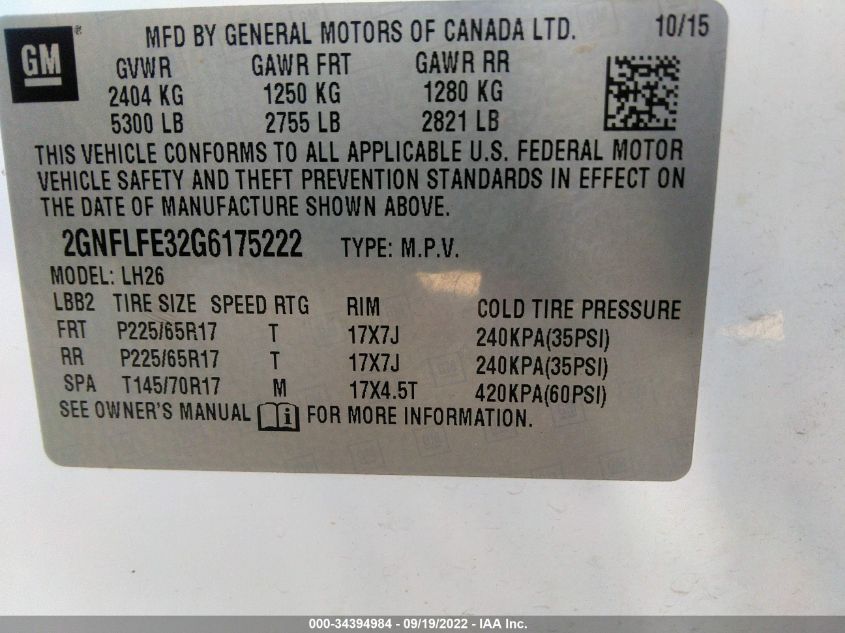 GM MFD BY GENERAL MOTORS OF CANADA LTD. 10/15
GVWR GAWR FRT GAWR RR
2404 KG 1250 KG 1280 KG
5300 LB 2755 LB 2821 LB
THIS VEHICLE CONFORMS TO ALL APPLICABLE U.S. FEDERAL MOTOR
VEHICLE SAFETY AND THEFT PREVENTION STANDARDS IN EFFECT ON
THE DATE OF MANUFACTURE SHOWN ABOVE.
2GNFLFE32G6175222 TYPE: M.P.V.
MODEL: LH26
LBB2 TIRE SIZE SPEED RTG RIM COLD TIRE PRESSURE
FRT P225/65R17 T 17X7J 240KPA(35PSI)
RR P225/65R17 T 17X7J 240KPA(35PSI)
SPA T145/70R17 M 17X4.5T 420KPA(60PSI)
SEE OWNER'S MANUAL i FOR MORE INFORMATION.
000-34394984 - 09/19/2022 - IAA Inc.